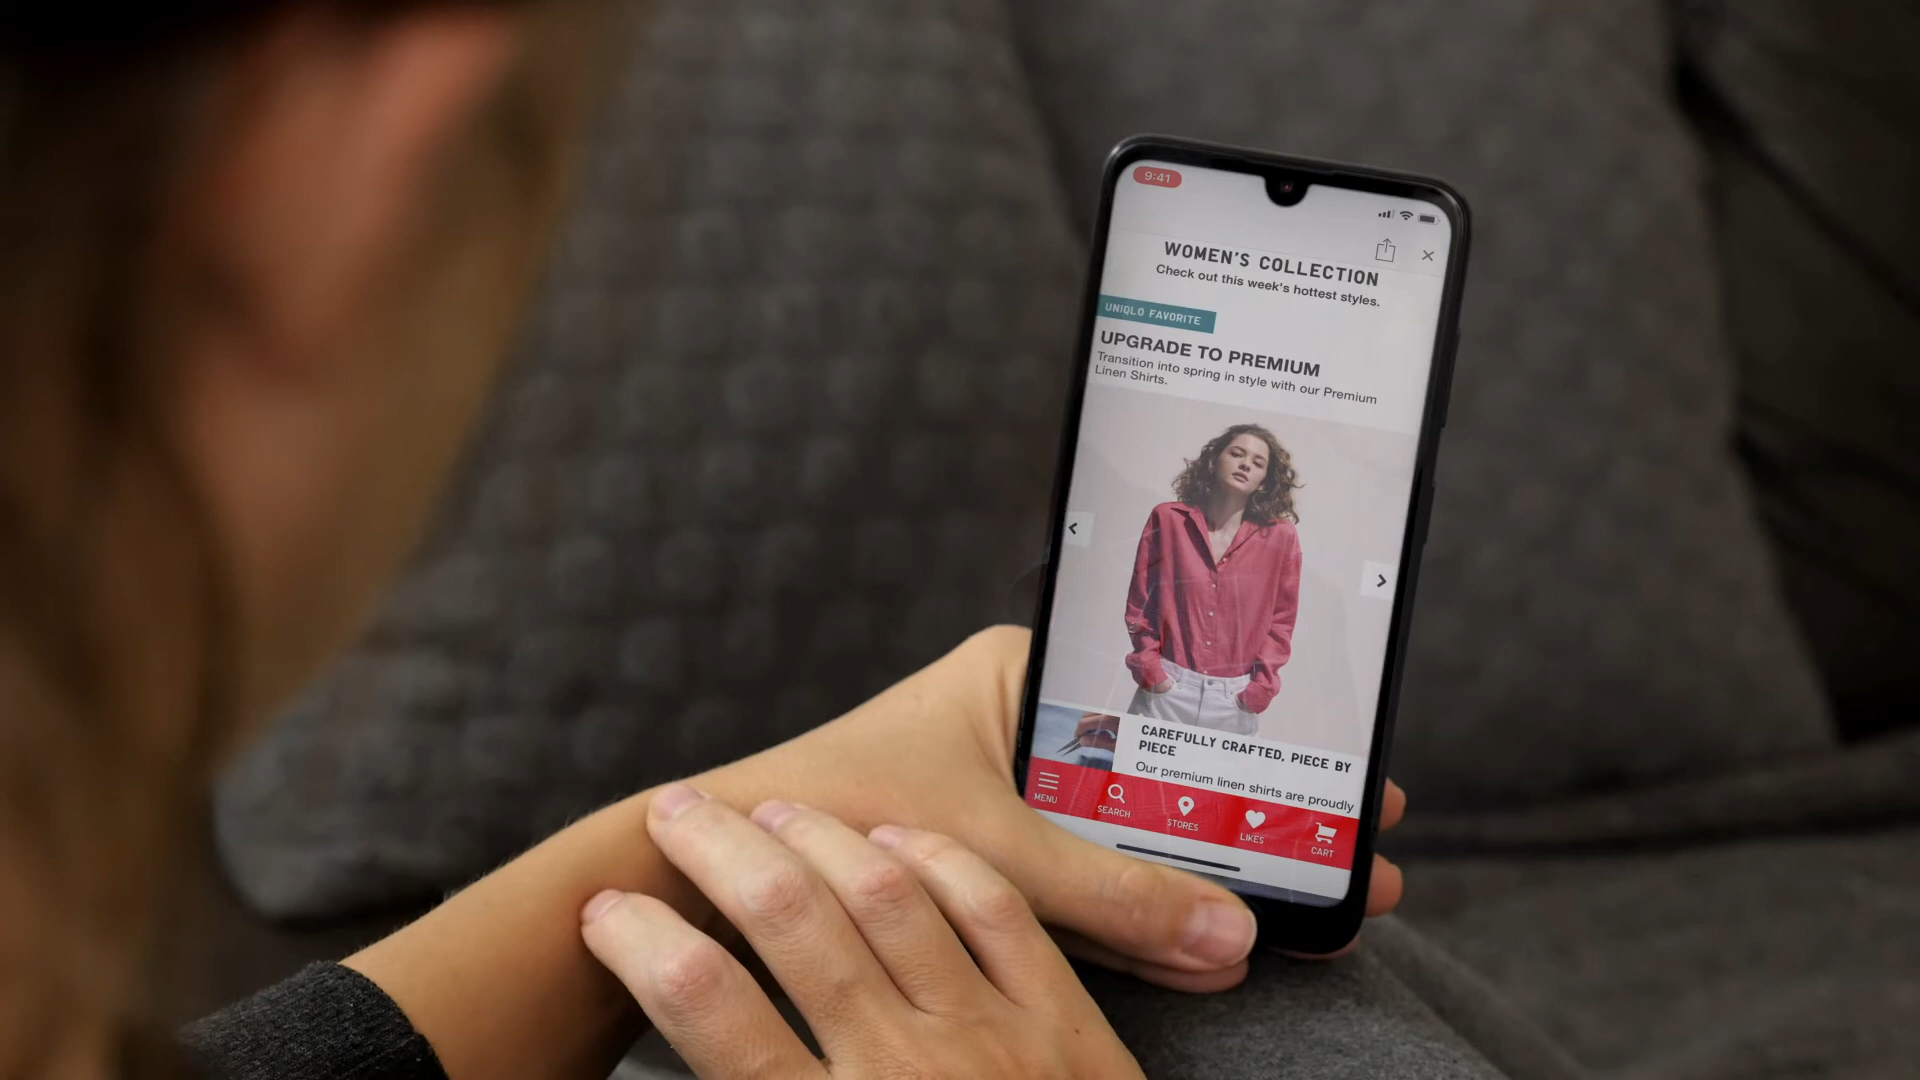 9:41
WOMEN'S COLLECTION
Check out this week's hottest styles.
UNIQLO FAVORITE
UPGRADE TO PREMIUM
Transition into spring in style with our Premium
Linen Shirts.
CAREFULLY CRAFTED, PIECE BY
PIECE
Our premium linen shirts are proudly
MENU
SEARCH
STORES
LIKES
CART